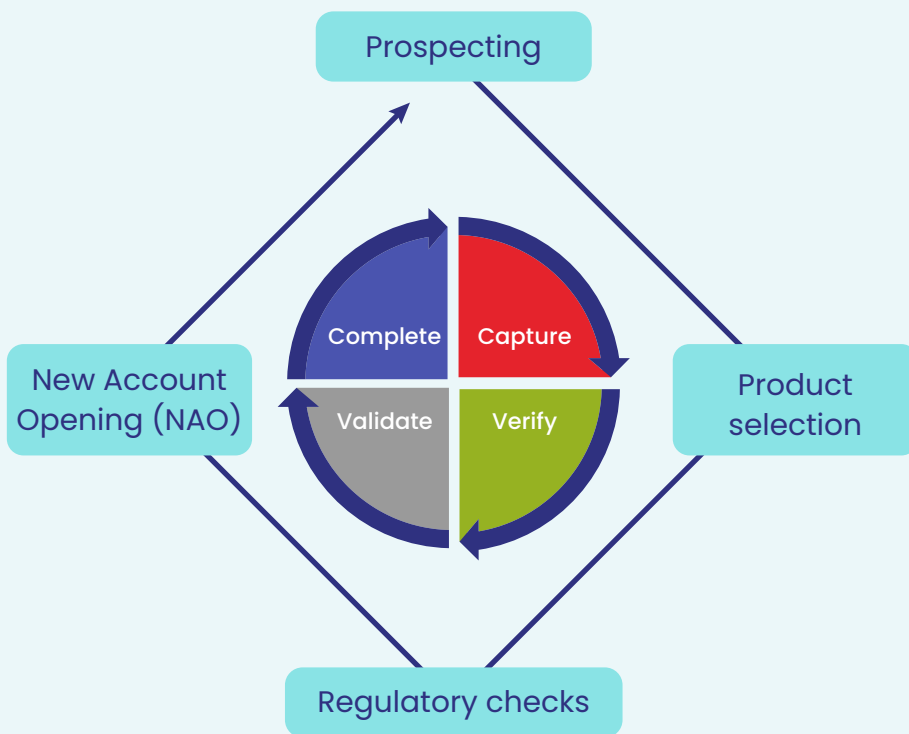 Prospecting
Complete
Capture
New Account
Opening (NAO)
Product
selection
Validate
Verify
Regulatory checks